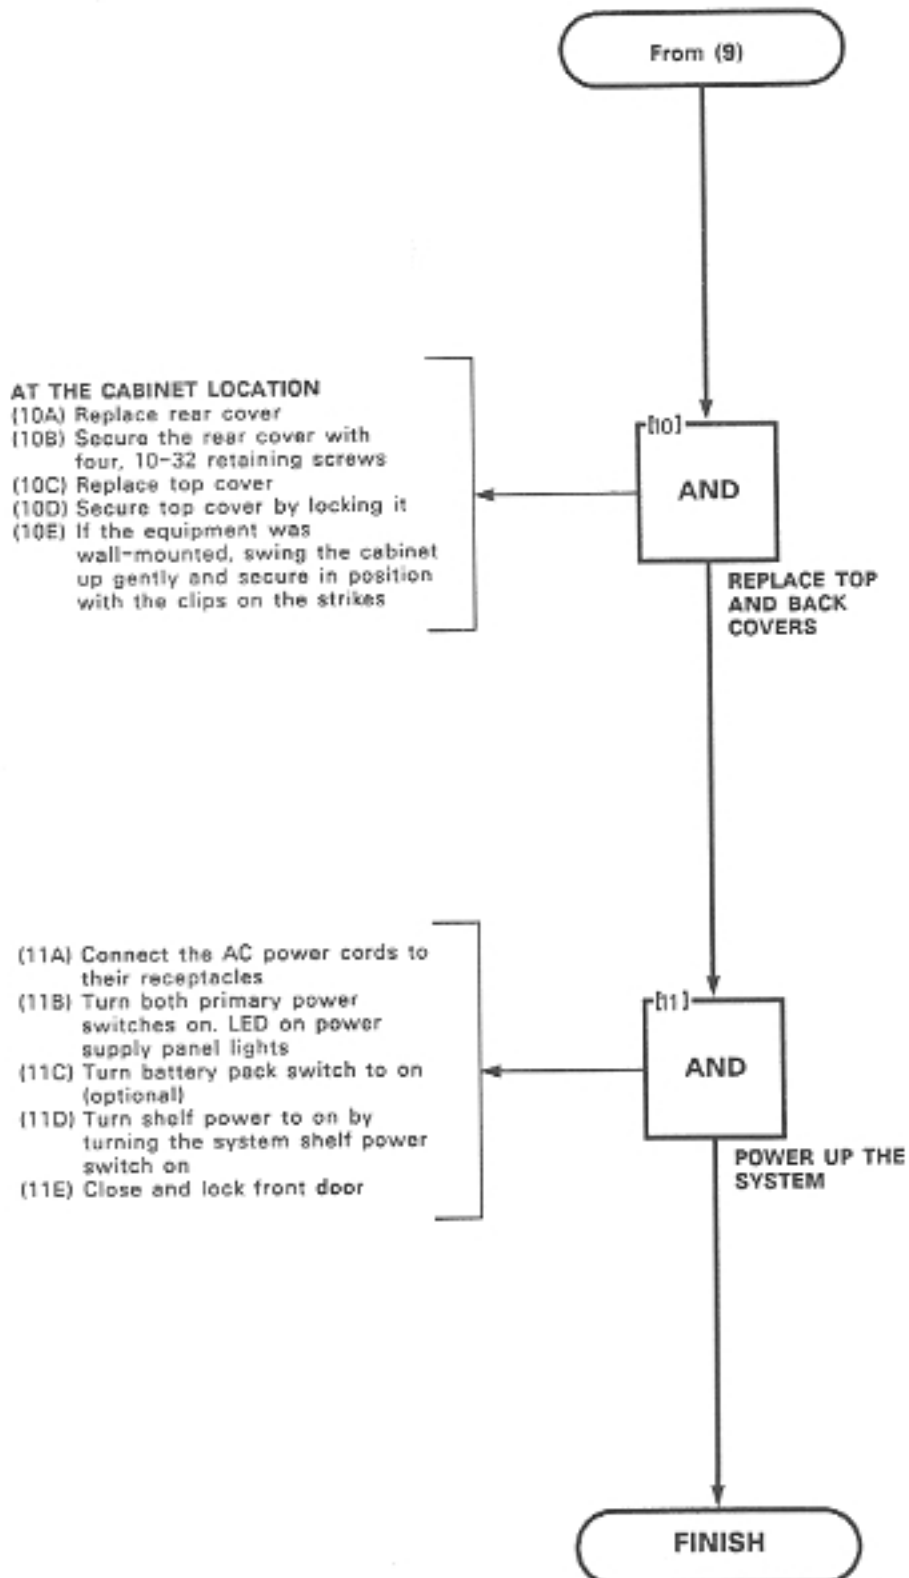 From (9)
AT THE CABINET LOCATION
(10A) Replace rear cover
(10B) Secure the rear cover with
four, 10-32 retaining screws
(10C) Replace top cover
(10D) Secure top cover by locking it
(10E) If the equipment was
wall-mounted, swing the cabinet
up gently and secure in position
with the clips on the strikes
[10]
AND
REPLACE TOP
AND BACK
COVERS
(11A) Connect the AC power cords to
their receptacles
(11B) Turn both primary power
switches on. LED on power
supply panel lights
(11C) Turn battery pack switch to on
(optional)
(11D) Turn shelf power to on by
turning the system shelf power
switch on
(11E) Close and lock front door
[11]
AND
POWER UP THE
SYSTEM
FINISH